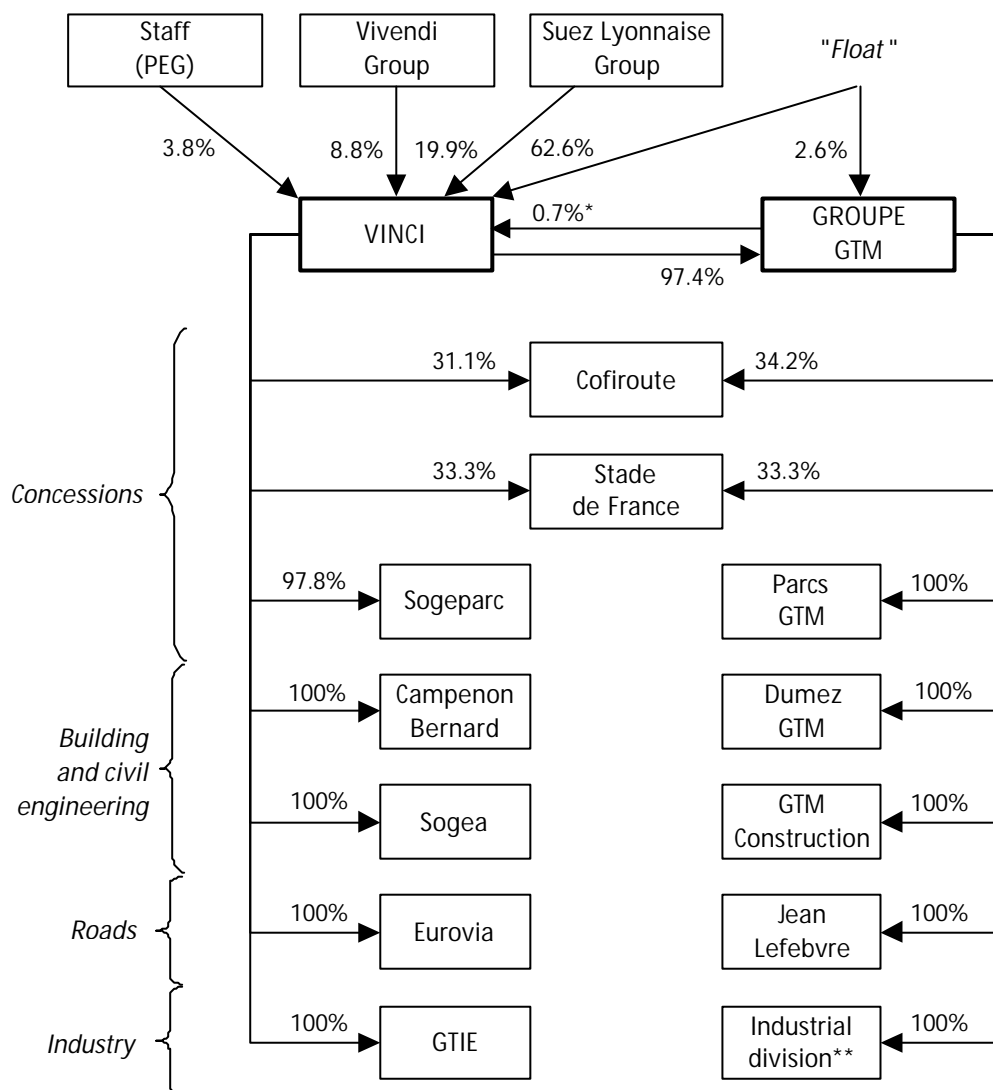 Staff
(PEG)
Vivendi
Group
Suez Lyonnaise
Group
"Float "
3.8%
8.8%
19.9%
62.6%
2.6%
VINCI
0.7%*
97.4%
GROUPE
GTM
Concessions
31.1%
Cofiroute
34.2%
33.3%
Stade
de France
33.3%
97.8%
Sogeparc
Parcs
GTM
100%
Building
and civil
engineering
100%
Campenon
Bernard
Dumez
GTM
100%
100%
Sogea
GTM
Construction
100%
Roads
100%
Eurovia
Jean
Lefebvre
100%
Industry
100%
GTIE
Industrial
division**
100%